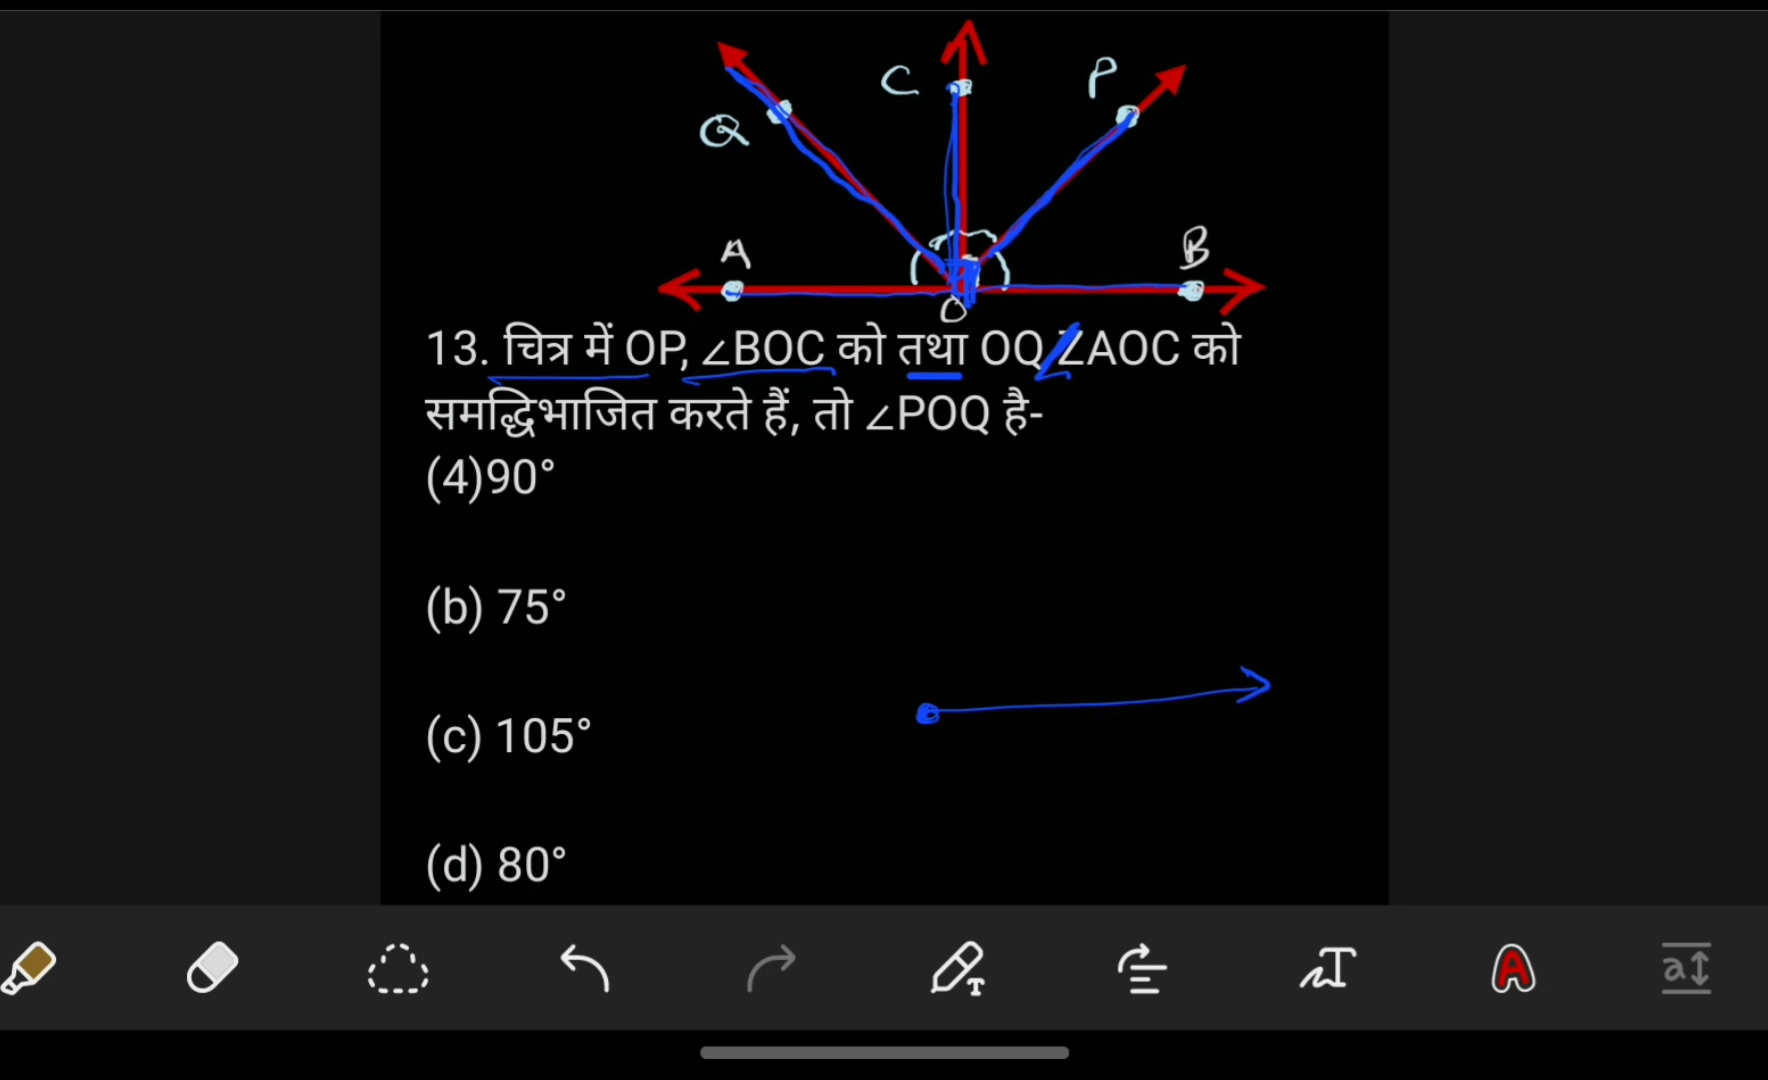 C
P
Q
A
B
O
13. चित्र में OP, ∠BOC को तथा OQ ∠AOC को
समद्धिभाजित करते हैं, तो ∠POQ है-
(4)90°
(b) 75°
(c) 105°
(d) 80°
T
T
A
a